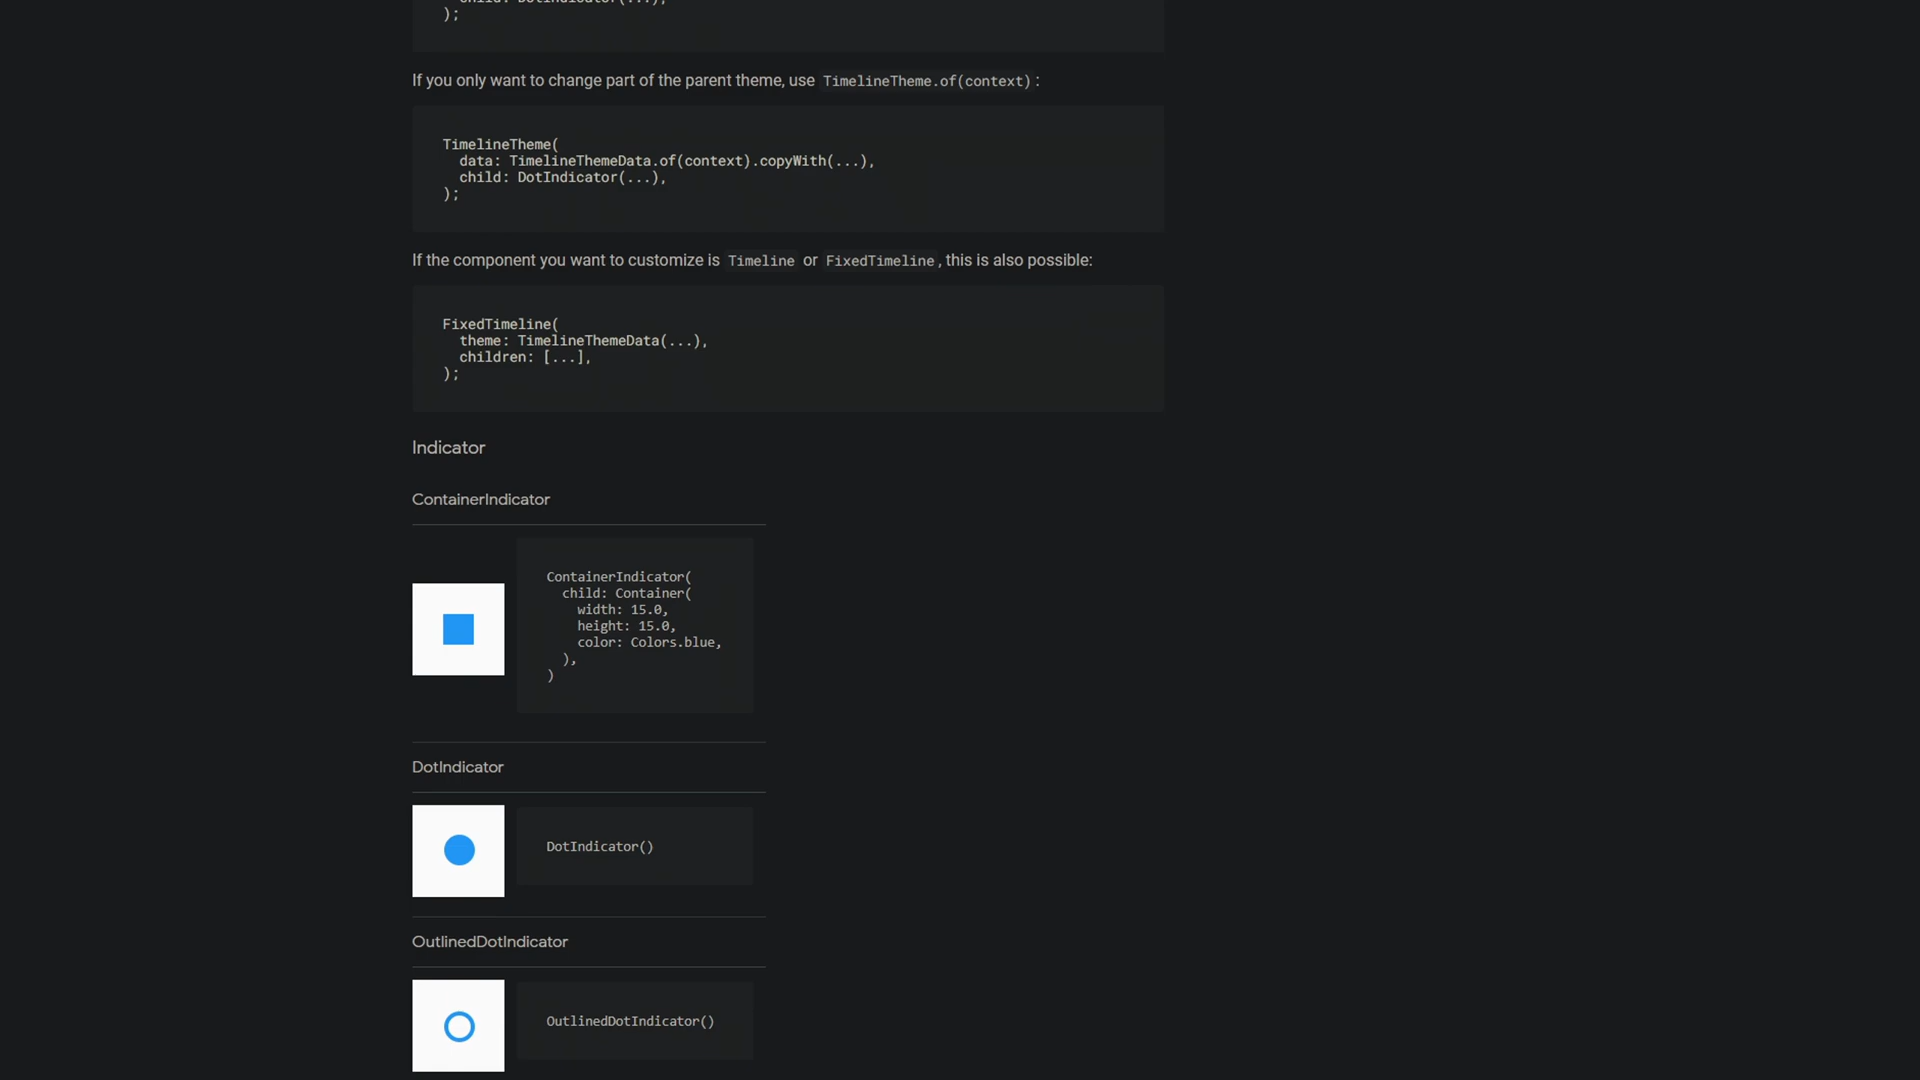 );
If you only want to change part of the parent theme, use TimelineTheme.of(context) :
TimelineTheme(
  data: TimelineThemeData.of(context).copyWith(...),
  child: DotIndicator(...),
);
If the component you want to customize is Timeline or FixedTimeline , this is also possible:
FixedTimeline(
  theme: TimelineThemeData(...),
  children: [...],
);
Indicator
ContainerIndicator
ContainerIndicator(
  child: Container(
    width: 15.0,
    height: 15.0,
    color: Colors.blue,
  ),
)
DotIndicator
DotIndicator()
OutlinedDotIndicator
OutlinedDotIndicator()